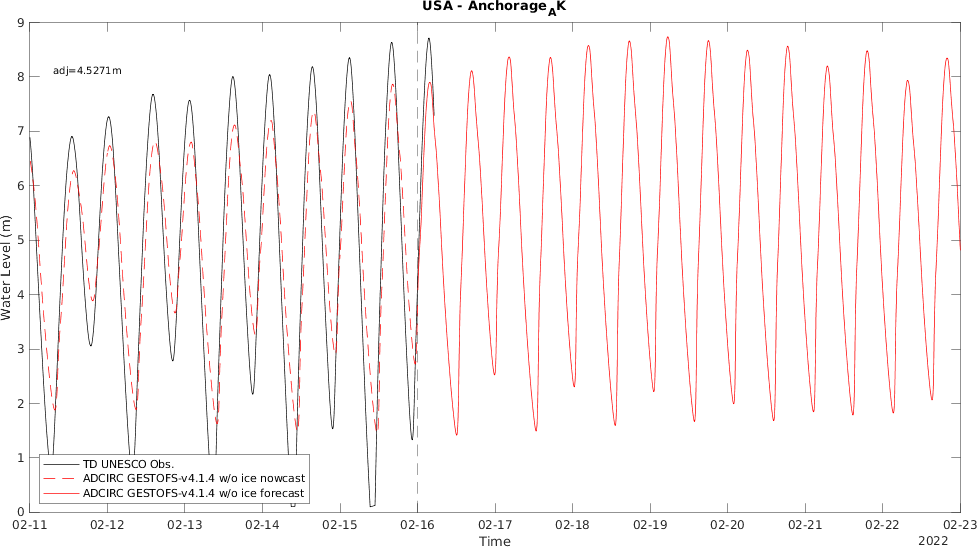 USA - Anchorage_AK
9
8
7
6
5
4
3
2
1
0
Water Level (m)
adj=4.5271m
TD UNESCO Obs.
ADCIRC GESTOFS-v4.1.4 w/o ice nowcast
ADCIRC GESTOFS-v4.1.4 w/o ice forecast
02-11 02-12 02-13 02-14 02-15 02-16 02-17 02-18 02-19 02-20 02-21 02-22 02-23
Time
2022